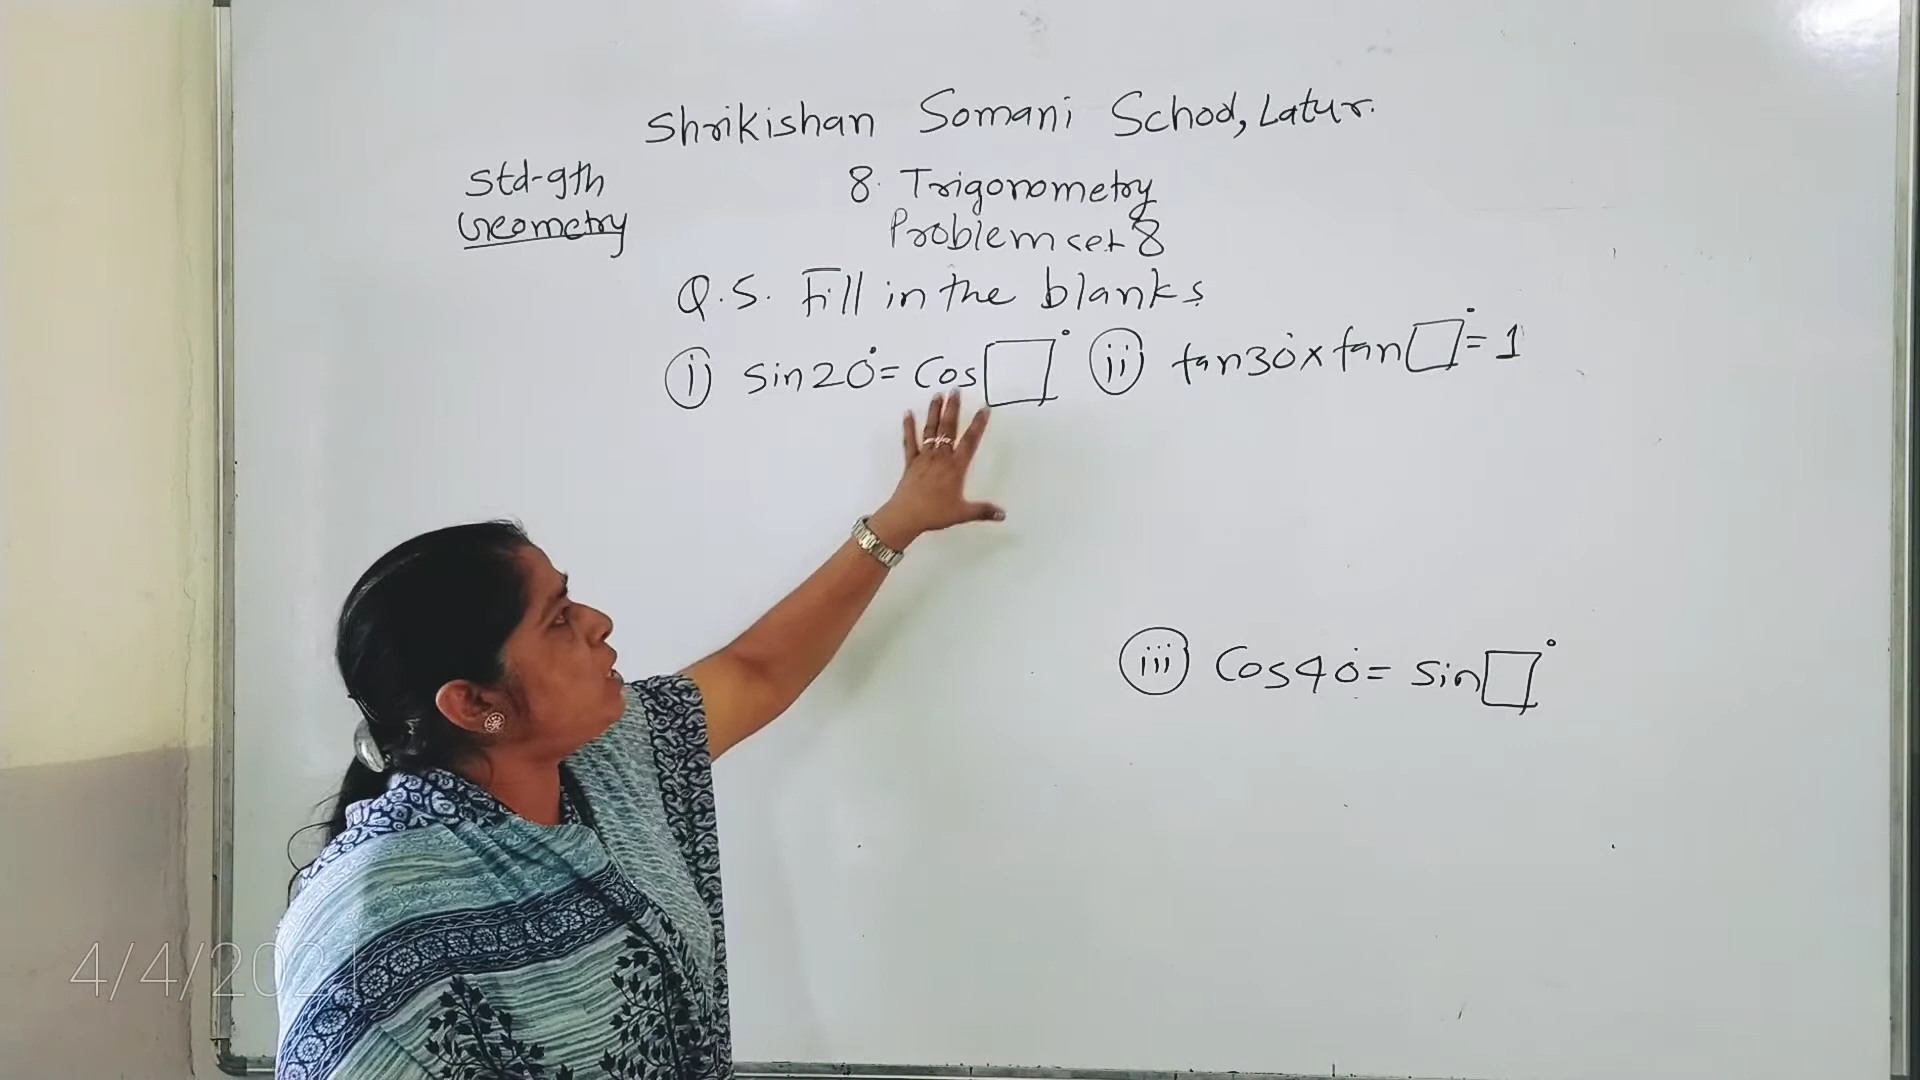 Shrikishan Somani School, Latur.
Std-9th
Geometry
8. Trigonometry
Problem set 8
Q.5. Fill in the blanks
i) sin20°= cos□°
ii) tan30°× tan□°= 1
iii) Cos40°= sin□°
4/4/2021